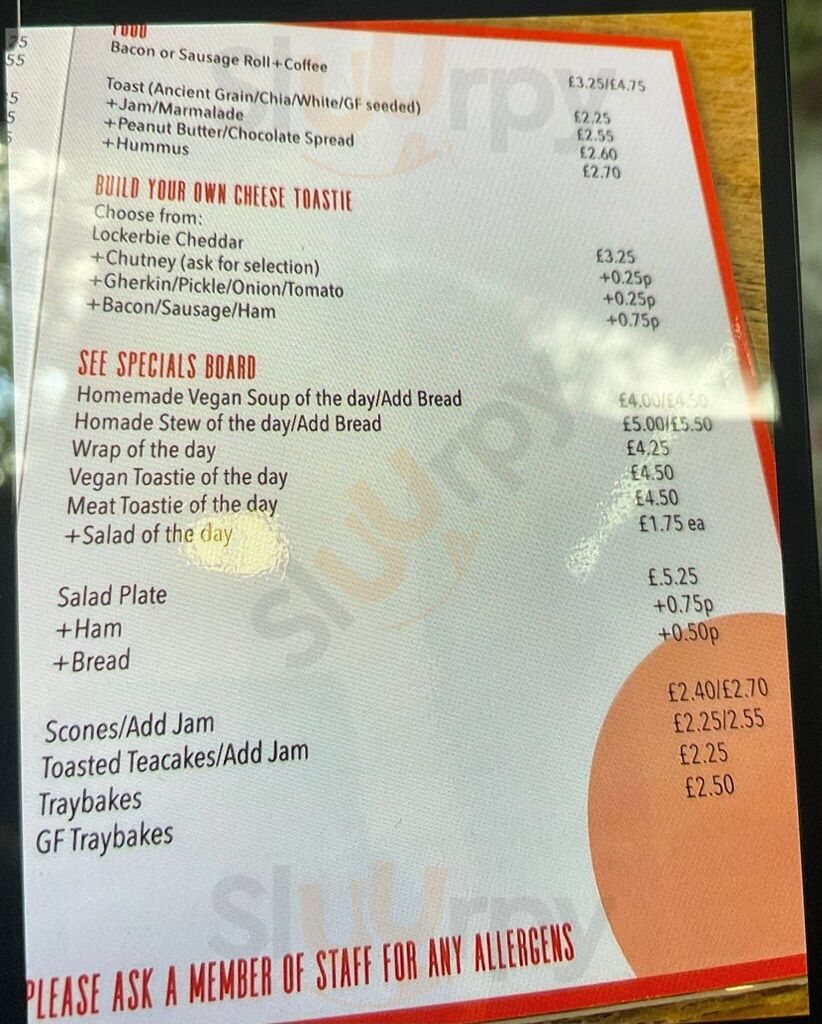 75
55
5
5
FOOD
Bacon or Sausage Roll+Coffee £3.25/£4.75
Toast (Ancient Grain/Chia/White/GF seeded) £2.25
+Jam/Marmalade £2.55
+Peanut Butter/Chocolate Spread £2.60
+Hummus £2.70
BUILD YOUR OWN CHEESE TOASTIE
Choose from:
Lockerbie Cheddar £3.25
+Chutney (ask for selection) +0.25p
+Gherkin/Pickle/Onion/Tomato +0.25p
+Bacon/Sausage/Ham +0.75p
SEE SPECIALS BOARD
Homemade Vegan Soup of the day/Add Bread £4.00/£4.50
Homade Stew of the day/Add Bread £5.00/£5.50
Wrap of the day £4.25
Vegan Toastie of the day £4.50
Meat Toastie of the day £4.50
+Salad of the day £1.75 ea
Salad Plate £.5.25
+Ham +0.75p
+Bread +0.50p
Scones/Add Jam £2.40/£2.70
Toasted Teacakes/Add Jam £2.25/2.55
Traybakes £2.25
GF Traybakes £2.50
PLEASE ASK A MEMBER OF STAFF FOR ANY ALLERGENS
slUUrpy
slUUrpy
slUUrpy